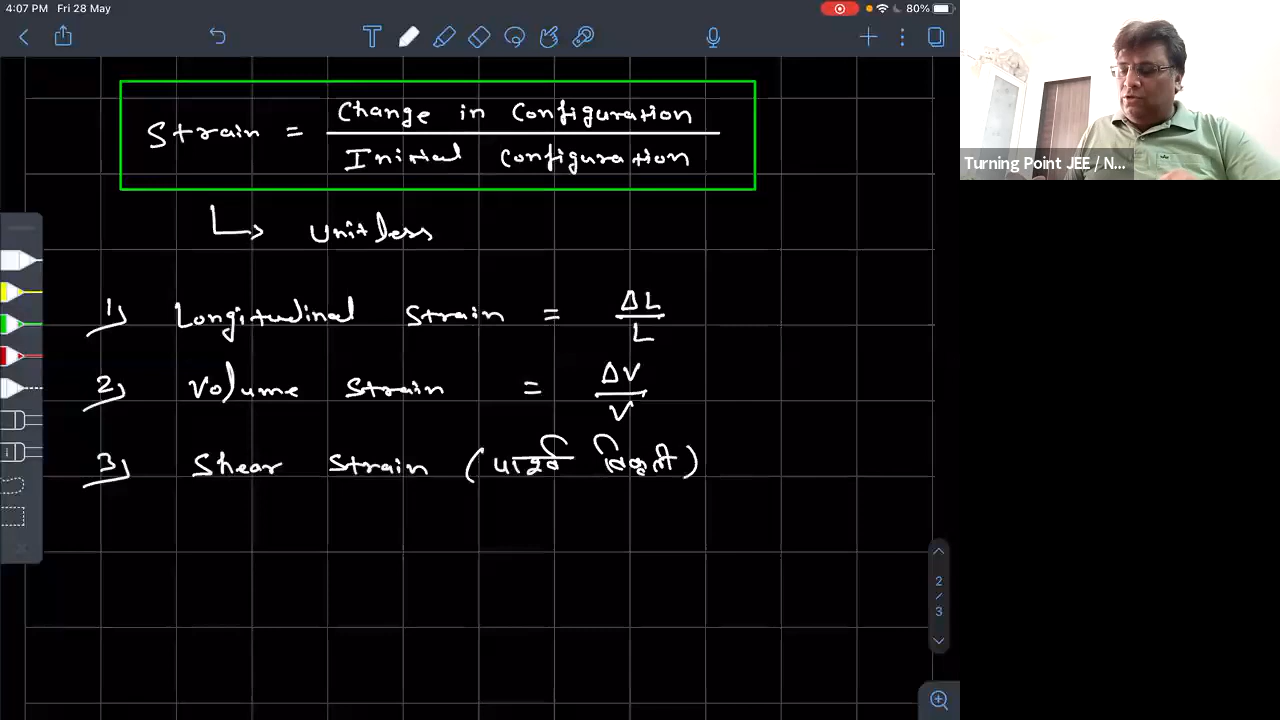 4:07 PM Fri 28 May 80%
Strain = Change in Configuration / Initial Configuration
↳ unitless
1) Longitudinal Strain = ΔL / L
2) Volume Strain = ΔV / V
3) Shear Strain (
Turning Point JEE / N...
2 / 3